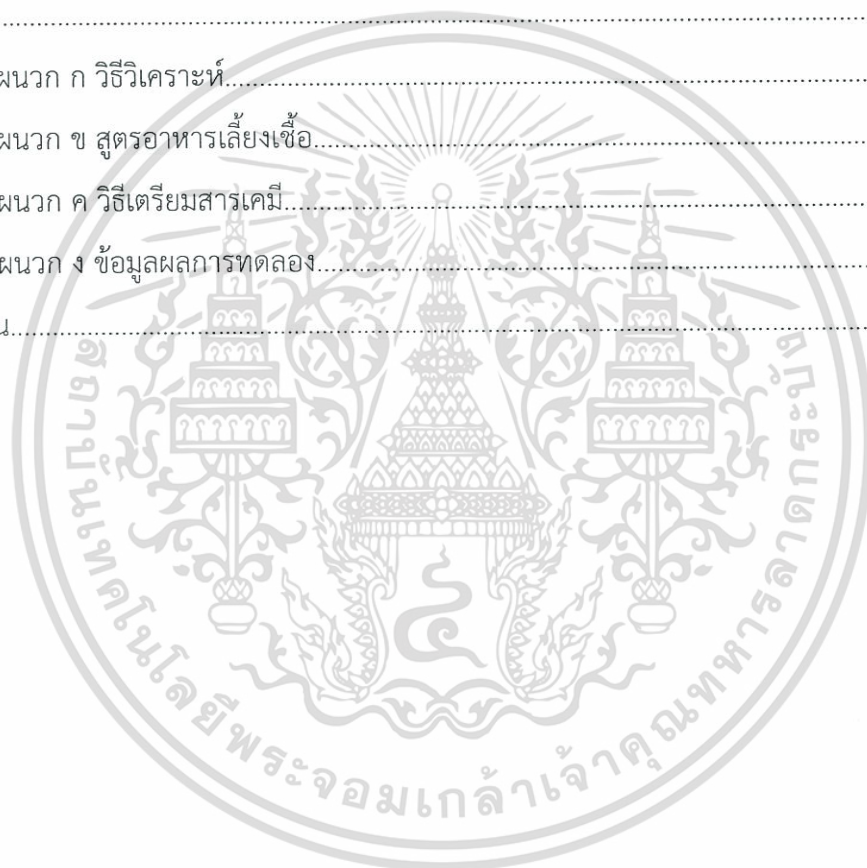 ผนวก ก วิธีวิเคราะห์
ผนวก ข สูตรอาหารเลี้ยงเชื้อ
ผนวก ค วิธีเตรียมสารเคมี
ผนวก ง ข้อมูลผลการทดลอง
น
๔
สถาบันเทคโนโลยีพระจอมเกล้าเจ้าคุณทหารลาดกระบัง